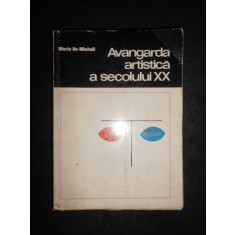 Mario De Micheli
Avangarda
artistică
a secolului XX